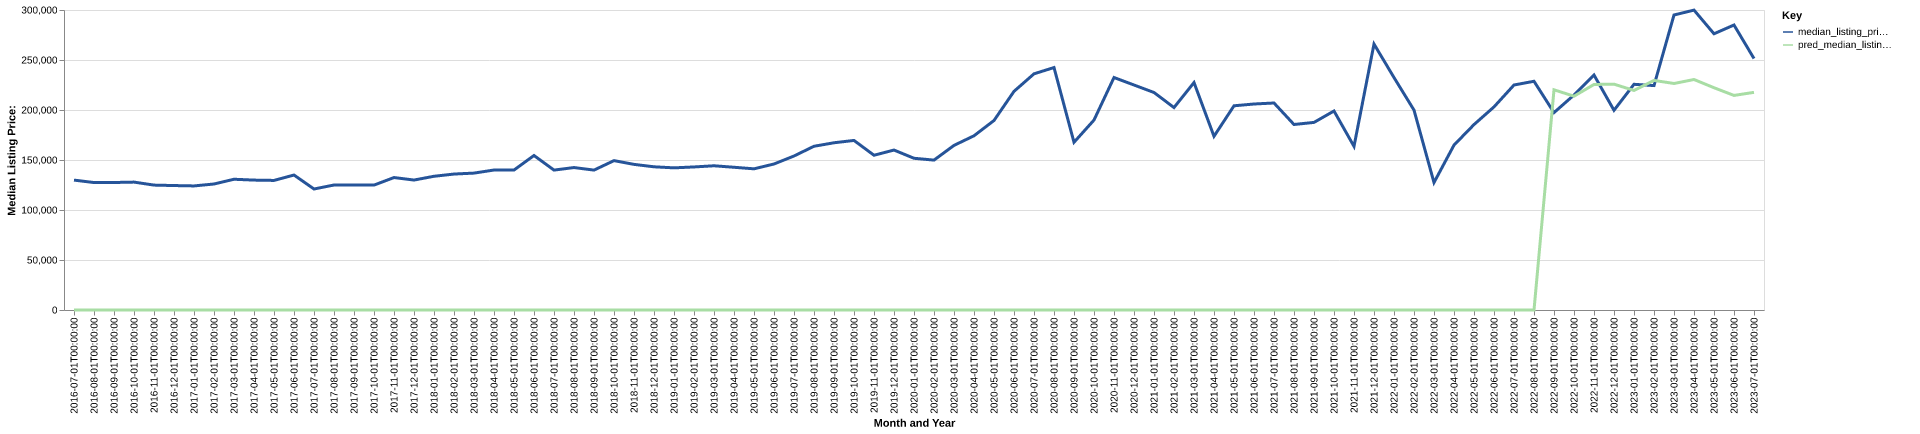 Key
median_listing_pri…
pred_median_listin…
Median Listing Price:
300,000
250,000
200,000
150,000
100,000
50,000
0
2016-07-01T00:00:00
2016-08-01T00:00:00
2016-09-01T00:00:00
2016-10-01T00:00:00
2016-11-01T00:00:00
2016-12-01T00:00:00
2017-01-01T00:00:00
2017-02-01T00:00:00
2017-03-01T00:00:00
2017-04-01T00:00:00
2017-05-01T00:00:00
2017-06-01T00:00:00
2017-07-01T00:00:00
2017-08-01T00:00:00
2017-09-01T00:00:00
2017-10-01T00:00:00
2017-11-01T00:00:00
2017-12-01T00:00:00
2018-01-01T00:00:00
2018-02-01T00:00:00
2018-03-01T00:00:00
2018-04-01T00:00:00
2018-05-01T00:00:00
2018-06-01T00:00:00
2018-07-01T00:00:00
2018-08-01T00:00:00
2018-09-01T00:00:00
2018-10-01T00:00:00
2018-11-01T00:00:00
2018-12-01T00:00:00
2019-01-01T00:00:00
2019-02-01T00:00:00
2019-03-01T00:00:00
2019-04-01T00:00:00
2019-05-01T00:00:00
2019-06-01T00:00:00
2019-07-01T00:00:00
2019-08-01T00:00:00
2019-09-01T00:00:00
2019-10-01T00:00:00
2019-11-01T00:00:00
2019-12-01T00:00:00
2020-01-01T00:00:00
2020-02-01T00:00:00
2020-03-01T00:00:00
2020-04-01T00:00:00
2020-05-01T00:00:00
2020-06-01T00:00:00
2020-07-01T00:00:00
2020-08-01T00:00:00
2020-09-01T00:00:00
2020-10-01T00:00:00
2020-11-01T00:00:00
2020-12-01T00:00:00
2021-01-01T00:00:00
2021-02-01T00:00:00
2021-03-01T00:00:00
2021-04-01T00:00:00
2021-05-01T00:00:00
2021-06-01T00:00:00
2021-07-01T00:00:00
2021-08-01T00:00:00
2021-09-01T00:00:00
2021-10-01T00:00:00
2021-11-01T00:00:00
2021-12-01T00:00:00
2022-01-01T00:00:00
2022-02-01T00:00:00
2022-03-01T00:00:00
2022-04-01T00:00:00
2022-05-01T00:00:00
2022-06-01T00:00:00
2022-07-01T00:00:00
2022-08-01T00:00:00
2022-09-01T00:00:00
2022-10-01T00:00:00
2022-11-01T00:00:00
2022-12-01T00:00:00
2023-01-01T00:00:00
2023-02-01T00:00:00
2023-03-01T00:00:00
2023-04-01T00:00:00
2023-05-01T00:00:00
2023-06-01T00:00:00
2023-07-01T00:00:00
Month and Year